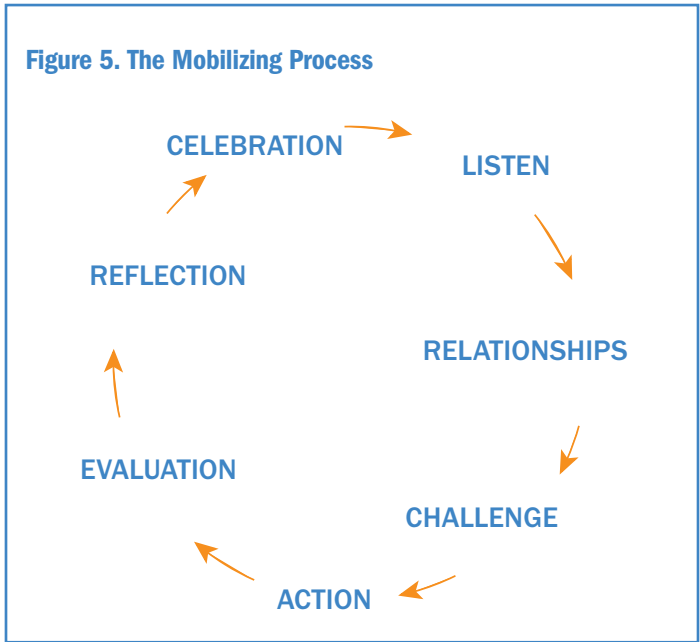 Figure 5. The Mobilizing Process
CELEBRATION
LISTEN
RELATIONSHIPS
CHALLENGE
ACTION
EVALUATION
REFLECTION